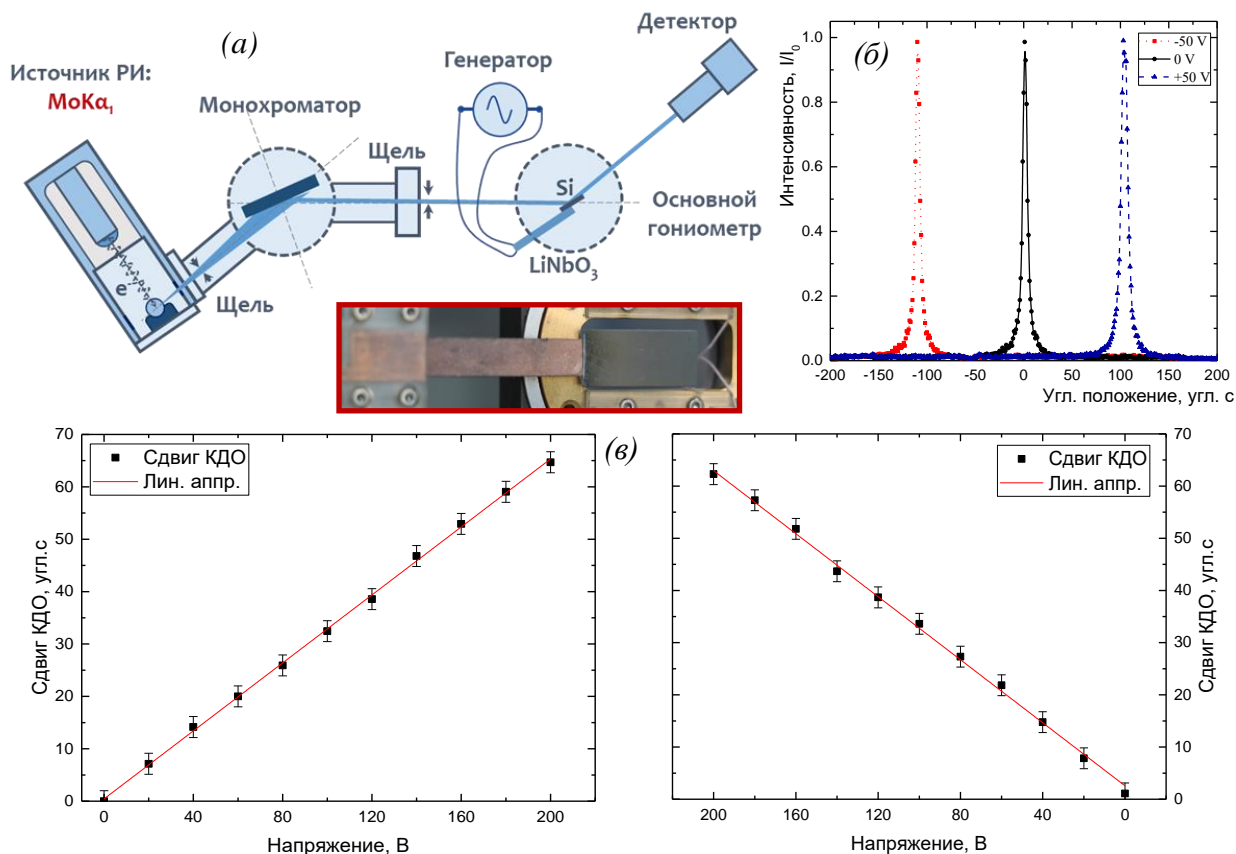 (а)
Источник РИ:
MoKα₁
Монохроматор
Генератор
Детектор
Щель
Si
Основной
гониометр
LiNbO₃
e⁻
Щель
(б)
Интенсивность, I/I₀
1.0
0.8
0.6
0.4
0.2
0.0
-200 -150 -100 -50 0 50 100 150 200
Угл. положение, угл. с
-50 V
0 V
+50 V
(в)
Сдвиг КДО, угл.с
70
60
50
40
30
20
10
0
0 40 80 120 160 200
Напряжение, В
Сдвиг КДО
Лин. аппр.
Сдвиг КДО
Лин. аппр.
70
60
50
40
30
20
10
0
Сдвиг КДО, угл.с
200 160 120 80 40 0
Напряжение, В